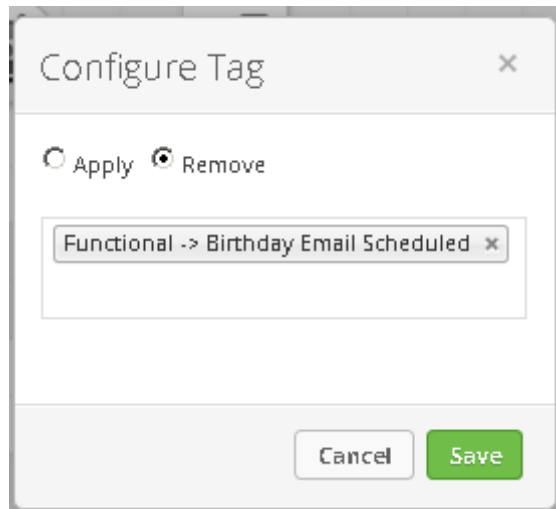 Configure Tag ×
Apply Remove
Functional -> Birthday Email Scheduled ×
Cancel Save